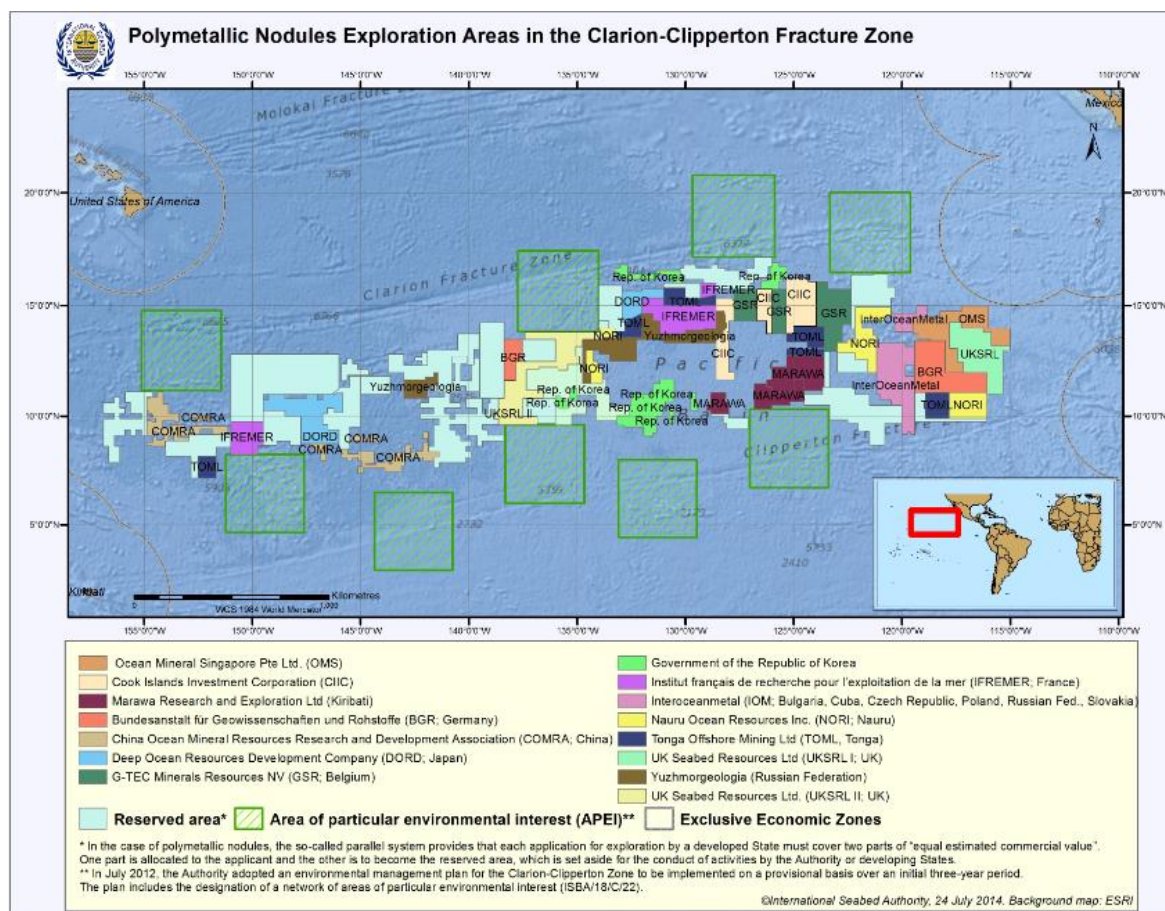 Polymetallic Nodules Exploration Areas in the Clarion-Clipperton Fracture Zone
155°0'0"W 150°0'0"W 145°0'0"W 140°0'0"W 135°0'0"W 130°0'0"W 125°0'0"W 120°0'0"W 115°0'0"W 110°0'0"W
Molokai Fracture
Mexico
N
3576
20°0'0"N 20°0'0"N
United States of America
Clarion Fracture Zone
Rep. of Korea Rep. of Korea
IFREMER CIIC CIIC
15°0'0"N DORD TOML GSR 15°0'0"N
IFREMER GSR GSR InterOceanMetal OMS
TOML
NORI Yuzhmorgeologia TOML NORI UKSRL
BGR Pacific TOML
NORI CIIC MARAWA BGR
Yuzhmorgeologia Rep. of Korea Rep. of Korea InterOceanMetal
Rep. of Korea MARAWA MARAWA TOML NORI
UKSRL II Rep. of Korea
10°0'0"N COMRA Rep. of Korea 10°0'0"N
COMRA IFREMER DORD COMRA Clipperton Fracture
COMRA COMRA
TOML
5°0'0"N 5°0'0"N
2410
Kiribati
Kilometres
0 1,000
WCS 1984 World Mercator
155°0'0"W 150°0'0"W 145°0'0"W 140°0'0"W 135°0'0"W 130°0'0"W 125°0'0"W 120°0'0"W 115°0'0"W 110°0'0"W
Ocean Mineral Singapore Pte Ltd. (OMS)
Cook Islands Investment Corporation (CIIC)
Marawa Research and Exploration Ltd (Kiribati)
Bundesanstalt für Geowissenschaften und Rohstoffe (BGR; Germany)
China Ocean Mineral Resources Research and Development Association (COMRA; China)
Deep Ocean Resources Development Company (DORD; Japan)
G-TEC Minerals Resources NV (GSR; Belgium)
Government of the Republic of Korea
Institut français de recherche pour l'exploitation de la mer (IFREMER; France)
Interoceanmetal (IOM; Bulgaria, Cuba, Czech Republic, Poland, Russian Fed., Slovakia)
Nauru Ocean Resources Inc. (NORI; Nauru)
Tonga Offshore Mining Ltd (TOML, Tonga)
UK Seabed Resources Ltd (UKSRL I; UK)
Yuzhmorgeologia (Russian Federation)
UK Seabed Resources Ltd. (UKSRL II; UK)
Reserved area* Area of particular environmental interest (APEI)** Exclusive Economic Zones
* In the case of polymetallic nodules, the so-called parallel system provides that each application for exploration by a developed State must cover two parts of "equal estimated commercial value".
One part is allocated to the applicant and the other is to become the reserved area, which is set aside for the conduct of activities by the Authority or developing States.
** In July 2012, the Authority adopted an environmental management plan for the Clarion-Clipperton Zone to be implemented on a provisional basis over an initial three-year period.
The plan includes the designation of a network of areas of particular environmental interest (ISBA/18/C/22).
©International Seabed Authority, 24 July 2014. Background map: ESRI